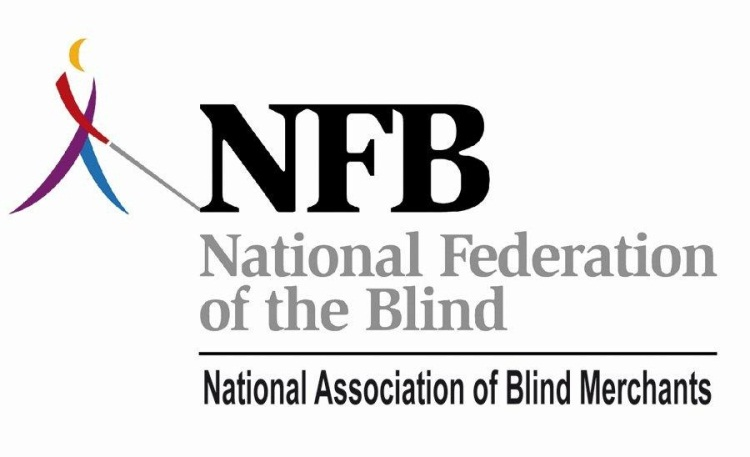 NFB
National Federation
of the Blind
National Association of Blind Merchants